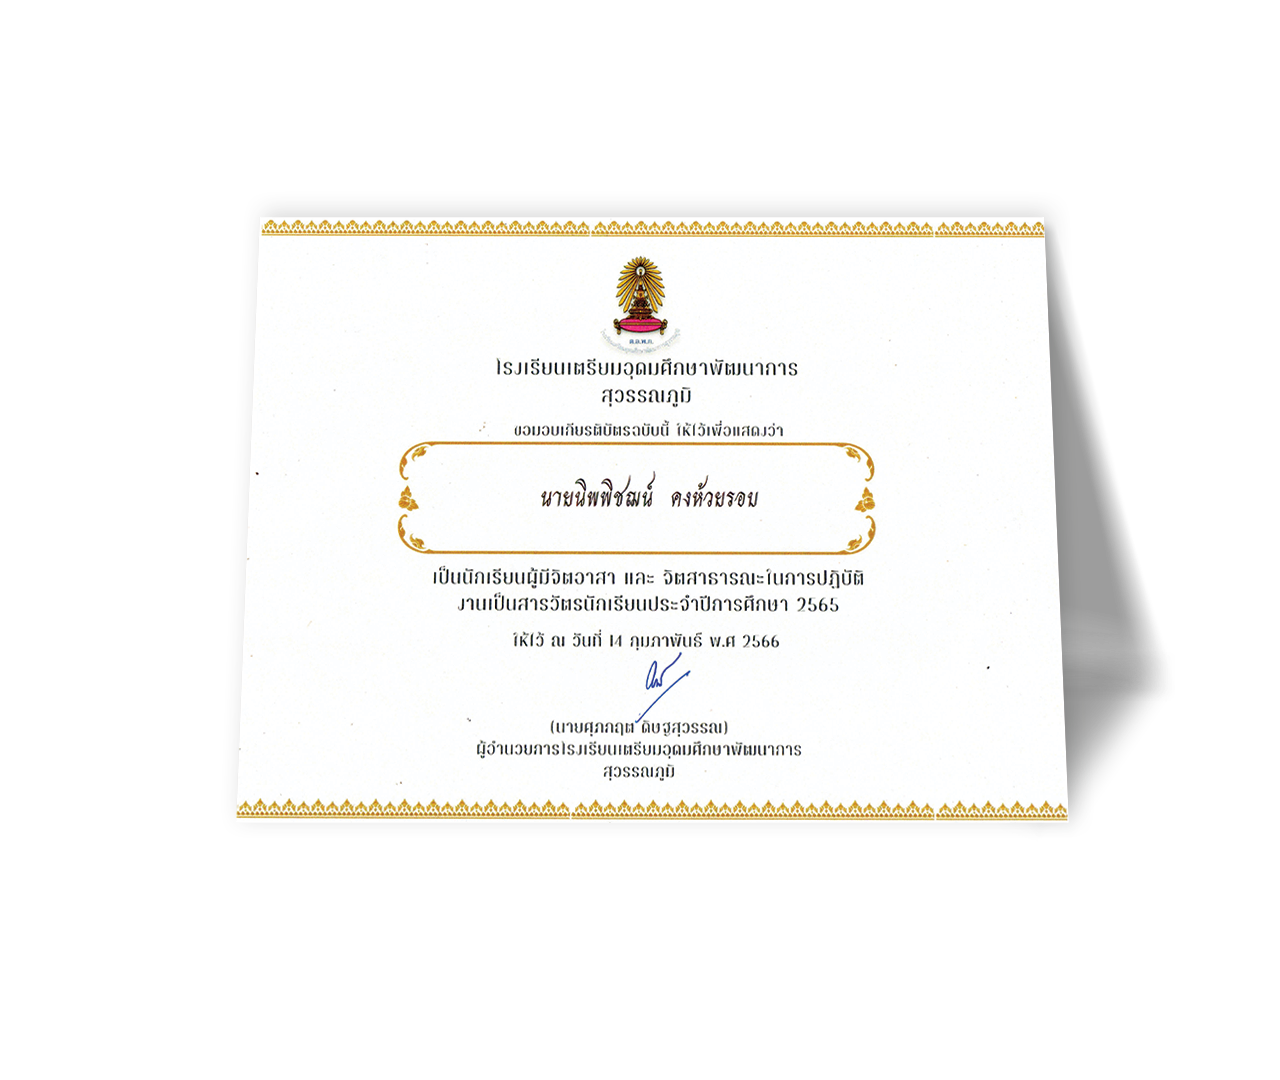 ต.อ.พ.ภ.
โรงเรียนเตรียมอุดมศึกษาพัฒนาการ
สุวรรณภูมิ
ขอมอบเกียรติบัตรฉบับนี้ ให้ไว้เพื่อแสดงว่า
นายนิพพิชฌน์ คงห้วยรอบ
เป็นนักเรียนผู้มีจิตอาสา และ จิตสาธารณะในการปฏิบัติ
งานเป็นสารวัตรนักเรียนประจำปีการศึกษา 2565
ให้ไว้ ณ วันที่ 14 กุมภาพันธ์ พ.ศ 2566
(นายศุภกฤต ดิษฐสุวรรณ)
ผู้อำนวยการโรงเรียนเตรียมอุดมศึกษาพัฒนาการ
สุวรรณภูมิ